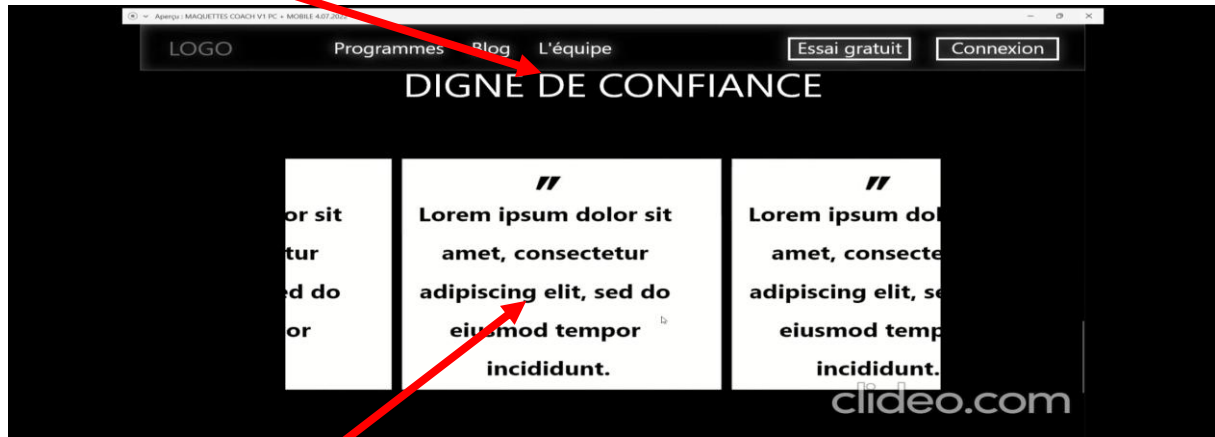 Aperçu : MAQUETTES COACH V1 PC + MOBILE 4.07.2022
LOGO Programmes Blog L'équipe Essai gratuit Connexion
DIGNE DE CONFIANCE
or sit
tur
d do
or
"
Lorem ipsum dolor sit
amet, consectetur
adipiscing elit, sed do
eiusmod tempor
incididunt.
"
Lorem ipsum dol
amet, consecte
adipiscing elit, se
eiusmod temp
incididunt.
clideo.com